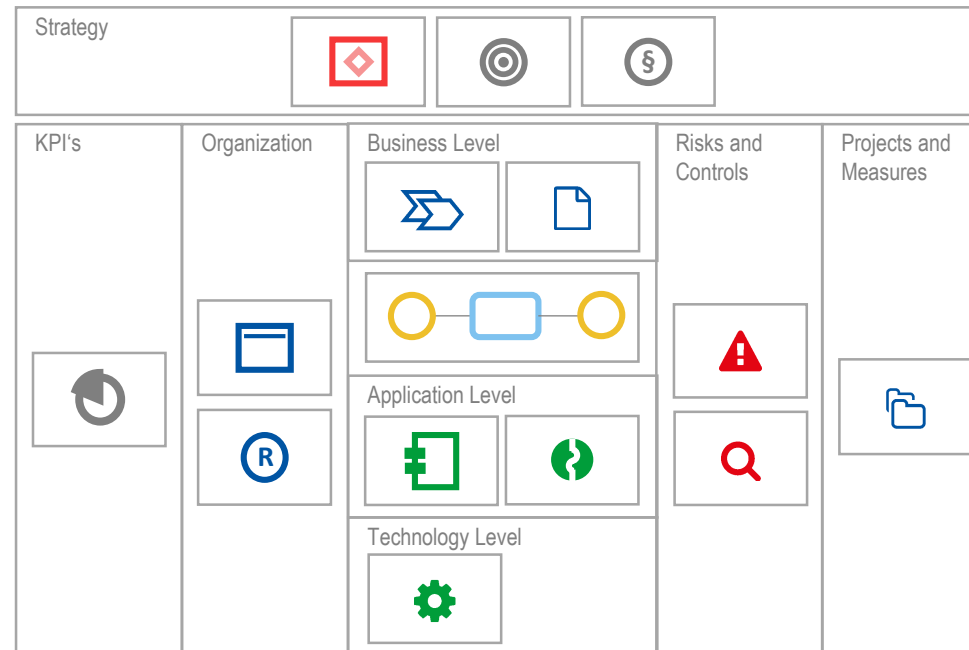 Strategy
§
KPI‘s
Organization
Business Level
Risks and
Controls
Projects and
Measures
Application Level
R
Technology Level